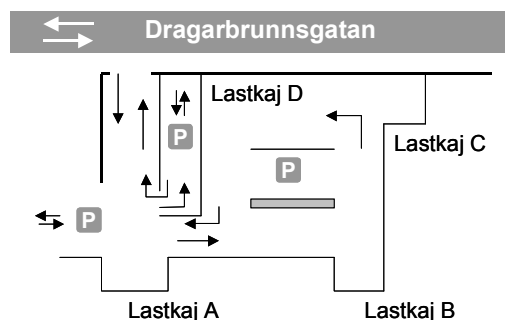 Dragarbrunnsgatan
Lastkaj D
P
Lastkaj C
P
P
Lastkaj A
Lastkaj B